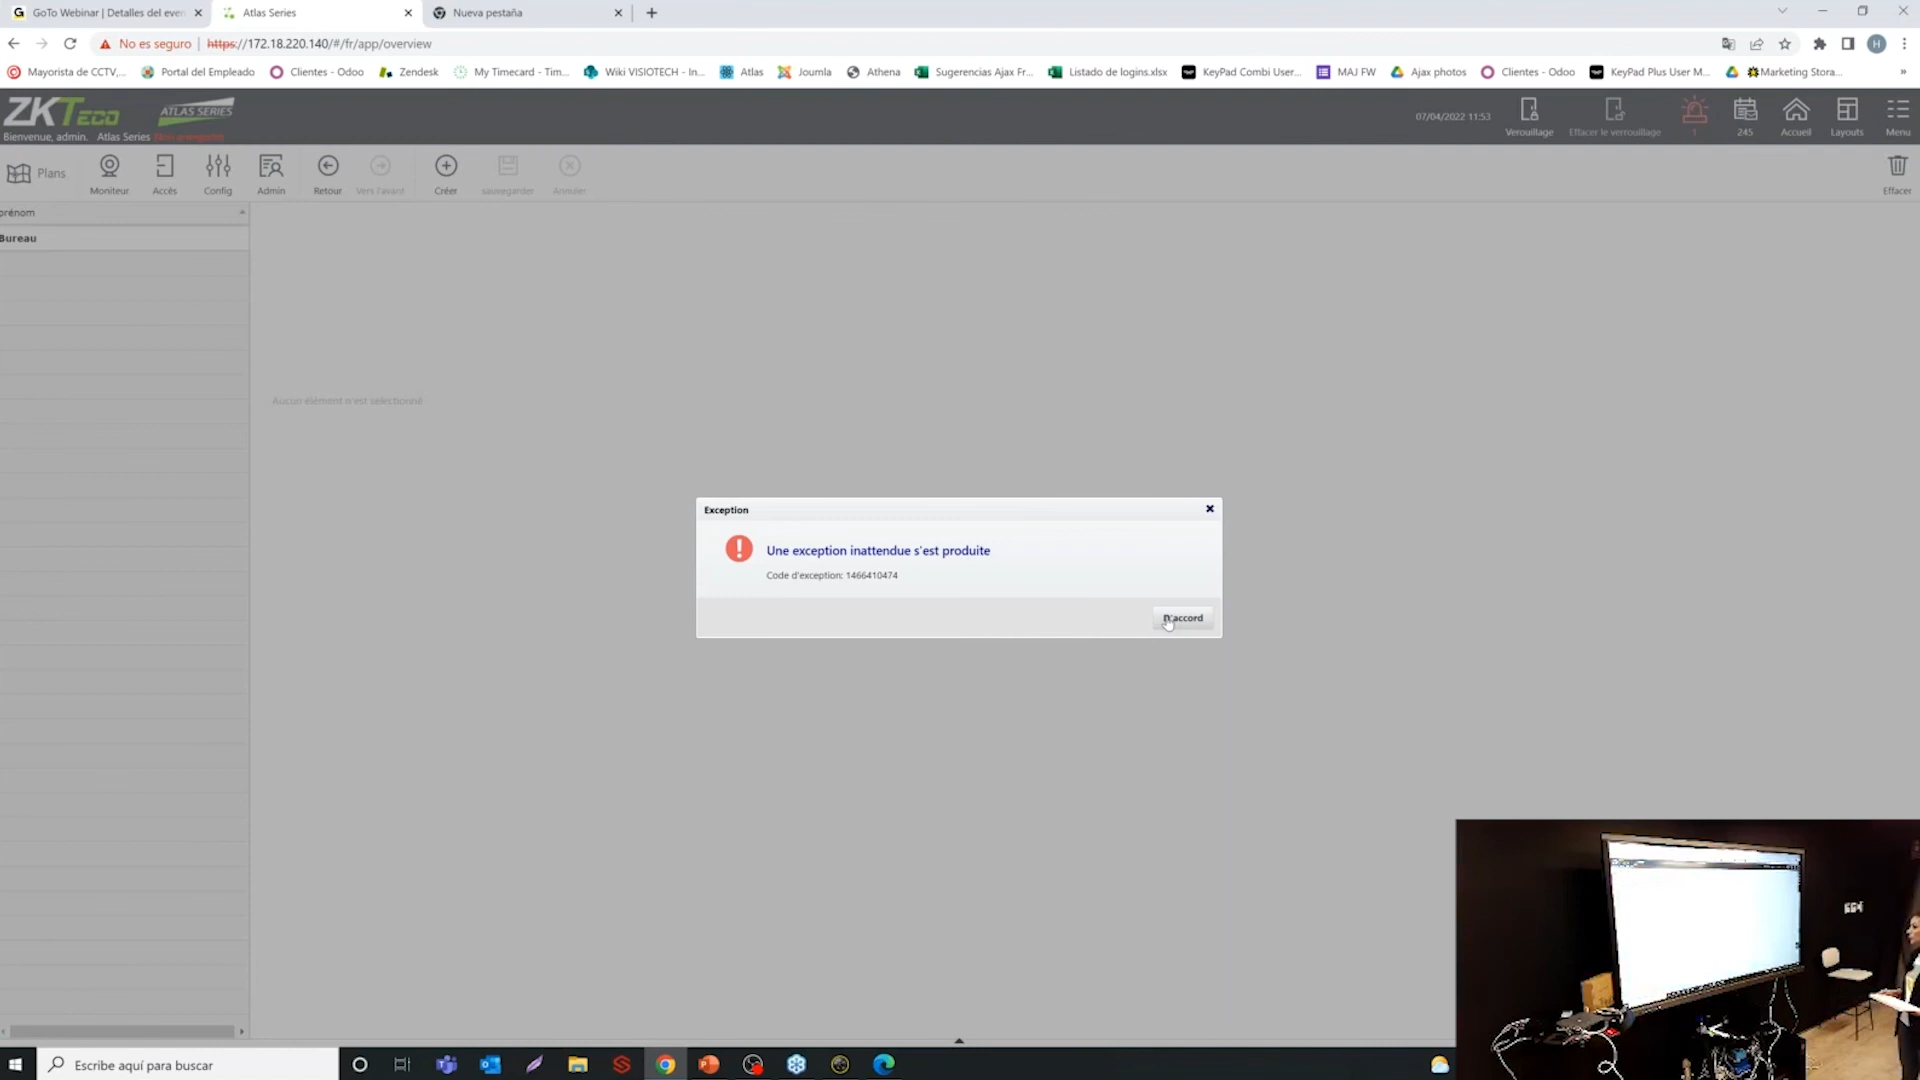 GoTo Webinar | Detalles del even
Atlas Series
Nueva pestaña
No es seguro | https://172.18.220.140/#/fr/app/overview
H
Mayorista de CCTV,...
Portal del Empleado
Clientes - Odoo
Zendesk
My Timecard - Tim...
Wiki VISIOTECH - In...
Atlas
Joomla
Athena
Sugerencias Ajax Fr...
Listado de logins.xlsx
KeyPad Combi User...
MAJ FW
Ajax photos
Clientes - Odoo
KeyPad Plus User M...
Marketing Stora...
»
ZKTeco
ATLAS SERIES
Bienvenue, admin. Atlas Series
07/04/2022 11:53
Verouillage
Effacer le verrouillage
1
245
Accueil
Layouts
Menu
Plans
Moniteur
Accès
Config
Admin
Retour
Vers l'avant
Créer
sauvegarder
Annuler
Effacer
prénom
Bureau
Aucun élément n'est sélectionné
Exception
Une exception inattendue s'est produite
Code d'exception: 1466410474
D'accord
Escribe aquí para buscar